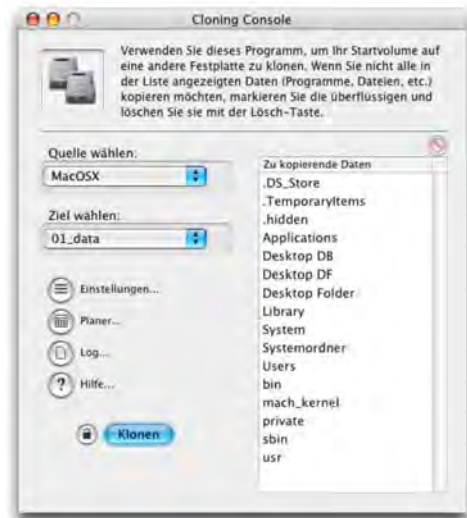 Cloning Console
Verwenden Sie dieses Programm, um Ihr Startvolume auf
eine andere Festplatte zu klonen. Wenn Sie nicht alle in
der Liste angezeigten Daten (Programme, Dateien, etc.)
kopieren möchten, markieren Sie die überflüssigen und
löschen Sie sie mit der Lösch-Taste.
Quelle wählen:
MacOSX
Ziel wählen:
01_data
Einstellungen...
Planer...
Log...
? Hilfe...
Klonen
Zu kopierende Daten
.DS_Store
.TemporaryItems
.hidden
Applications
Desktop DB
Desktop DF
Desktop Folder
Library
System
Systemordner
Users
bin
mach_kernel
private
sbin
usr